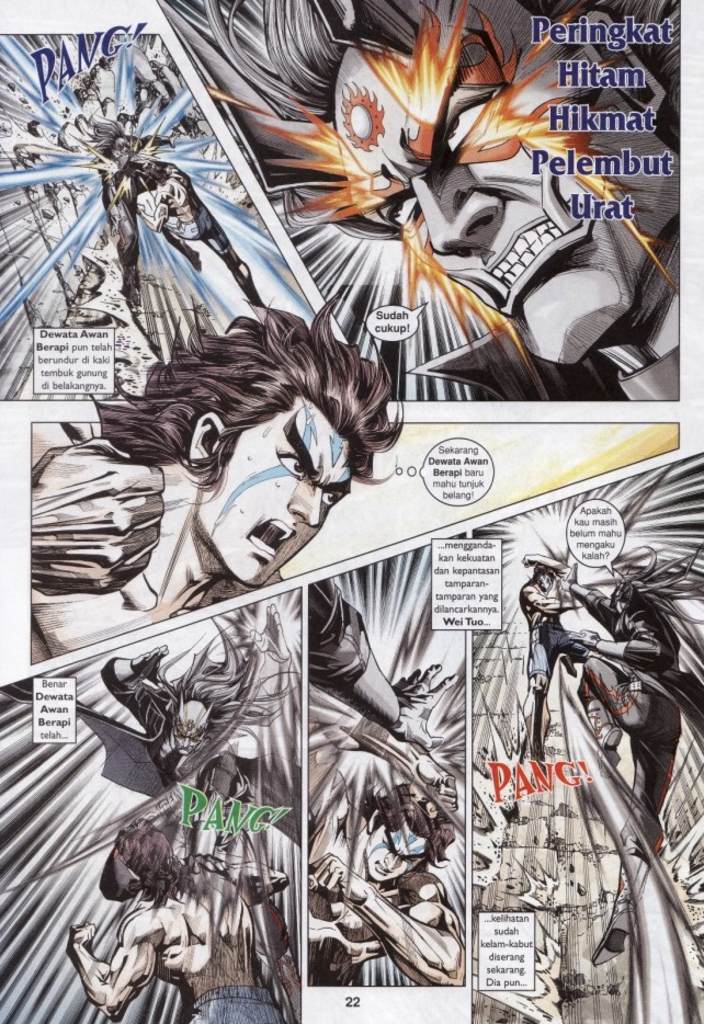 PANG!
Peringkat
Hitam
Hikmat
Pelembut
Urat
Dewata Awan
Berapi pun telah
berundur di kaki
tembuk gunung
di belakangnya.
Sudah
cukup!
Sekarang
Dewata Awan
Berapi baru
mahu tunjuk
belang!
Benar
Dewata
Awan
Berapi
telah...
PANG!
...mengganda-
kan kekuatan
dan kepantasan
tamparan-
tamparan yang
dilancarkannya.
Wei Tuo...
Apakah
kau masih
belum mahu
mengaku
kalah?
PANG!
...kelihatan
sudah
kelam-kabut
diserang
sekarang.
Dia pun...
22